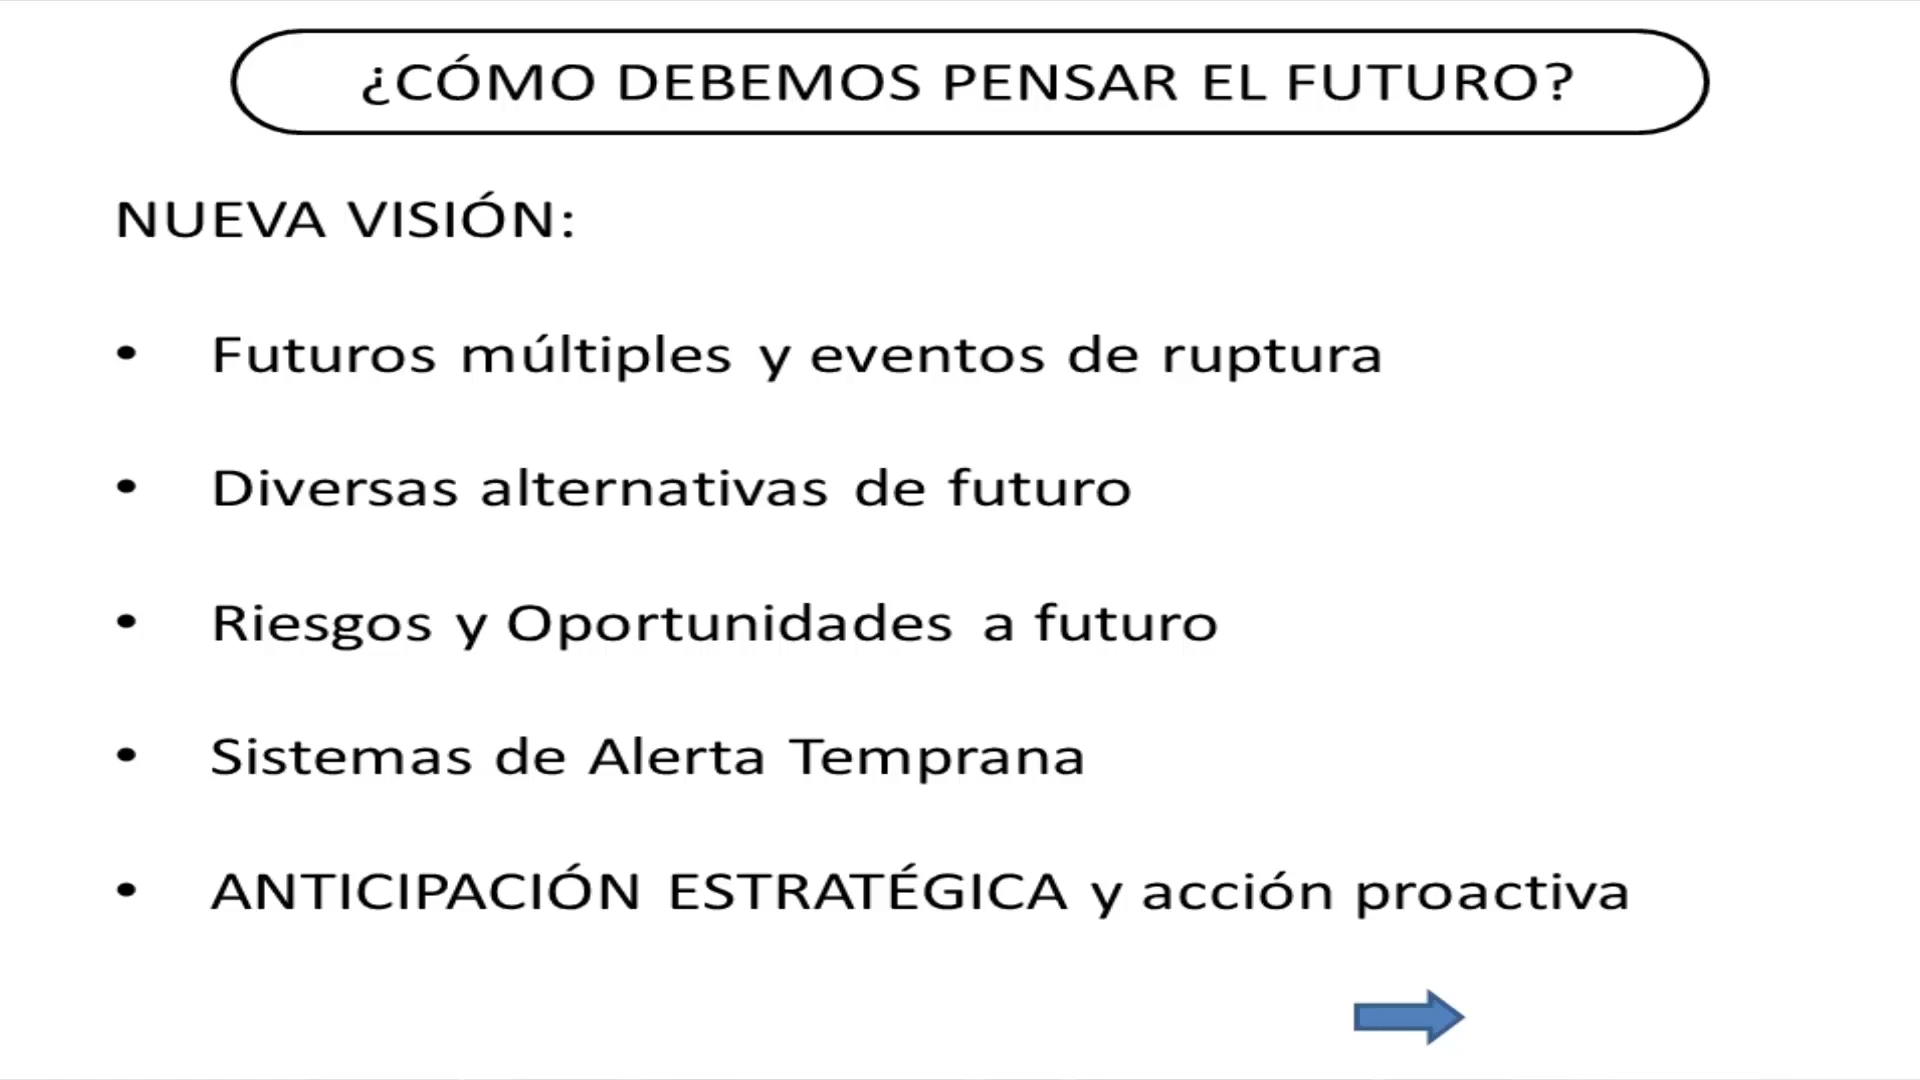 ¿CÓMO DEBEMOS PENSAR EL FUTURO?
NUEVA VISIÓN:
• Futuros múltiples y eventos de ruptura
• Diversas alternativas de futuro
• Riesgos y Oportunidades a futuro
• Sistemas de Alerta Temprana
• ANTICIPACIÓN ESTRATÉGICA y acción proactiva